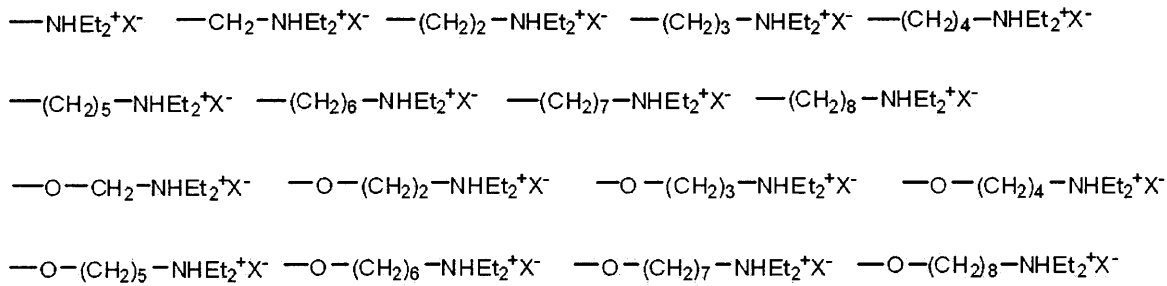 —NHEt₂⁺X⁻ —CH₂—NHEt₂⁺X⁻ —(CH₂)₂—NHEt₂⁺X⁻ —(CH₂)₃—NHEt₂⁺X⁻ —(CH₂)₄—NHEt₂⁺X⁻
—(CH₂)₅—NHEt₂⁺X⁻ —(CH₂)₆—NHEt₂⁺X⁻ —(CH₂)₇—NHEt₂⁺X⁻ —(CH₂)₈—NHEt₂⁺X⁻
—O—CH₂—NHEt₂⁺X⁻ —O—(CH₂)₂—NHEt₂⁺X⁻ —O—(CH₂)₃—NHEt₂⁺X⁻ —O—(CH₂)₄—NHEt₂⁺X⁻
—O—(CH₂)₅—NHEt₂⁺X⁻ —O—(CH₂)₆—NHEt₂⁺X⁻ —O—(CH₂)₇—NHEt₂⁺X⁻ —O—(CH₂)₈—NHEt₂⁺X⁻